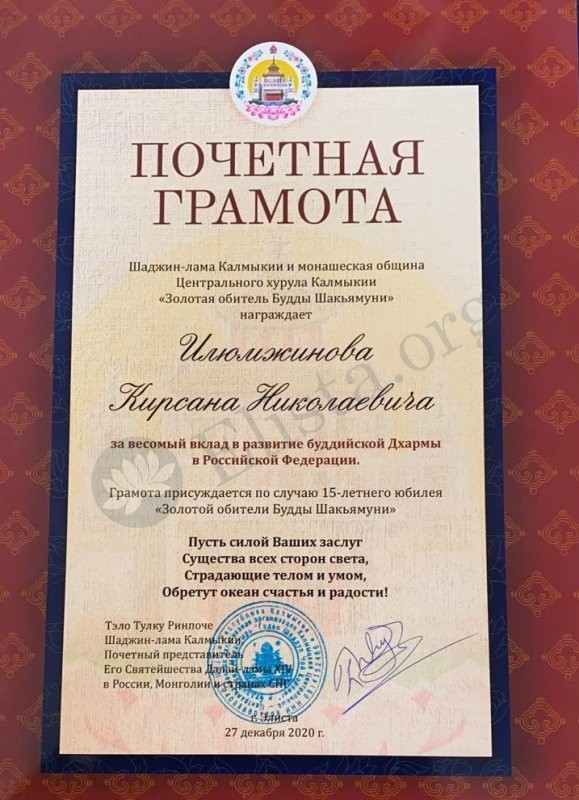 ПОЧЕТНАЯ
ГРАМОТА
Шаджин-лама Калмыкии и монашеская община
Центрального хурула Калмыкии
«Золотая обитель Будды Шакьямуни»
награждает
Илюмжинова
Кирсана Николаевича
за весомый вклад в развитие буддийской Дхармы
в Российской Федерации.
Грамота присуждается по случаю 15-летнего юбилея
«Золотой обители Будды Шакьямуни»
Пусть силой Ваших заслуг
Существа всех сторон света,
Страдающие телом и умом,
Обретут океан счастья и радости!
Тэло Тулку Ринпоче
Шаджин-лама Калмыкии,
Почетный представитель
Его Святейшества Далай-ламы XIV
в России, Монголии и странах СНГ
г. Элиста
27 декабря 2020 г.
Elista.org